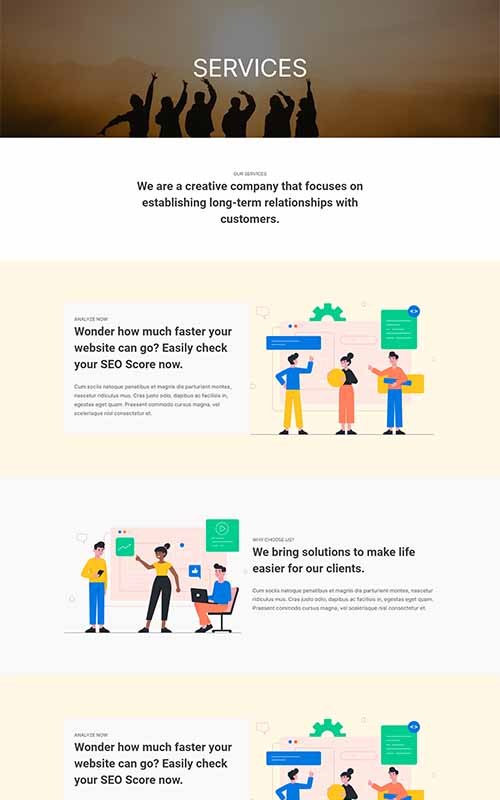 SERVICES
OUR SERVICES
We are a creative company that focuses on
establishing long-term relationships with
customers.
ANALYZE NOW
Wonder how much faster your
website can go? Easily check
your SEO Score now.
Cum sociis natoque penatibus et magnis dis parturient montes,
nascetur ridiculus mus. Cras justo odio, dapibus ac facilisis in,
egestas eget quam. Praesent commodo cursus magna, vel
scelerisque nisl consectetur et.
WHY CHOOSE US?
We bring solutions to make life
easier for our clients.
Cum sociis natoque penatibus et magnis dis parturient montes, nascetur
ridiculus mus. Cras justo odio, dapibus ac facilisis in, egestas eget quam.
Praesent commodo cursus magna, vel scelerisque nisl consectetur et.
ANALYZE NOW
Wonder how much faster your
website can go? Easily check
your SEO Score now.